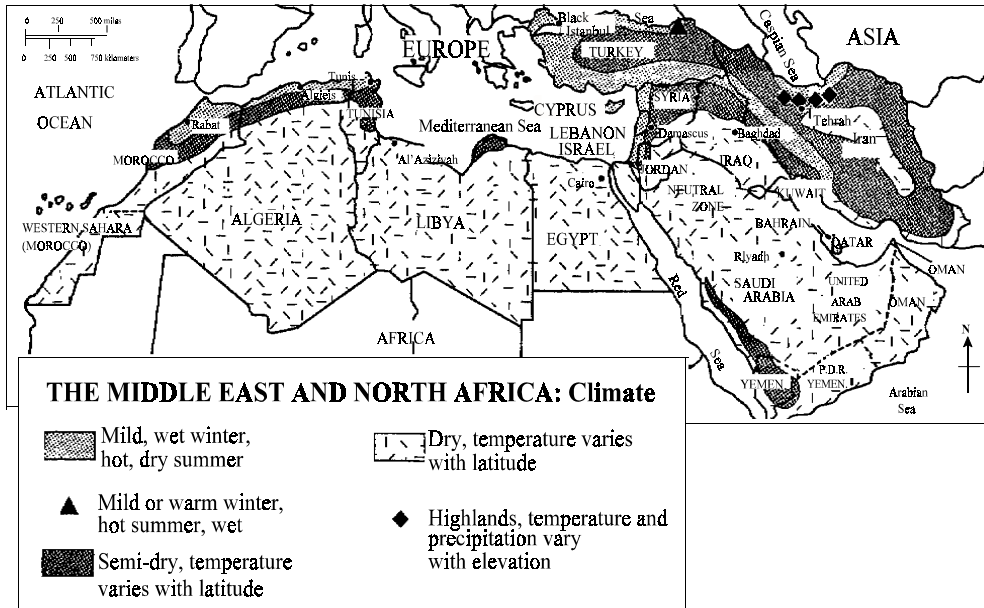 0 250 500 milas
0 250 500 750 kilamaters
ATLANTIC
OCEAN
EUROPE
Black Sea
Istanbul
TURKEY
Caspian Sea
ASIA
Tunis
Algieis
TUNISIA
Rabat
MOROCCO
Mediterranean Sea
CYPRUS
LEBANON
ISRAEL
SYRIA
Damascus
Baghdad
Tehrah
Iran
IRAQ
JORDAN
Al'Aziziyah
Cairo
NEUTRAL
ZONE
KUWAIT
WESTERN SAHARA
(MOROCCO)
ALGERIA
LIBYA
EGYPT
BAHRAIN
QATAR
Riyadh
SAUDI
ARABIA
UNITED
ARAB
EMIRATES
OMAN
OMAN
Red
Sea
AFRICA
YEMEN
P.D.R.
YEMEN
Arabian
Sea
N
THE MIDDLE EAST AND NORTH AFRICA: Climate
Mild, wet winter,
hot, dry summer
Mild or warm winter,
hot summer, wet
Semi-dry, temperature
varies with latitude
Dry, temperature varies
with latitude
Highlands, temperature and
precipitation vary
with elevation